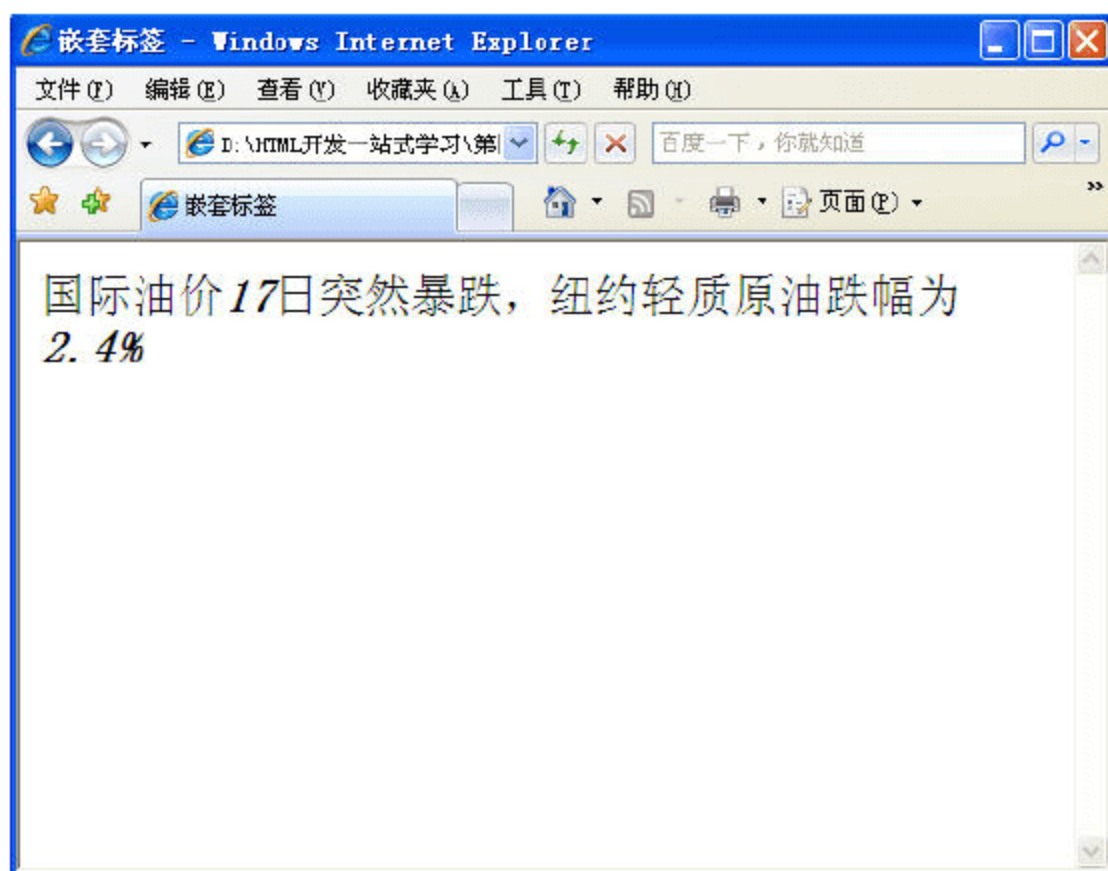 嵌套标签 - Windows Internet Explorer
文件(F) 编辑(E) 查看(V) 收藏夹(A) 工具(T) 帮助(H)
D:\HTML开发一站式学习\第
百度一下，你就知道
嵌套标签
页面(P)
国际油价17日突然暴跌，纽约轻质原油跌幅为
2.4%